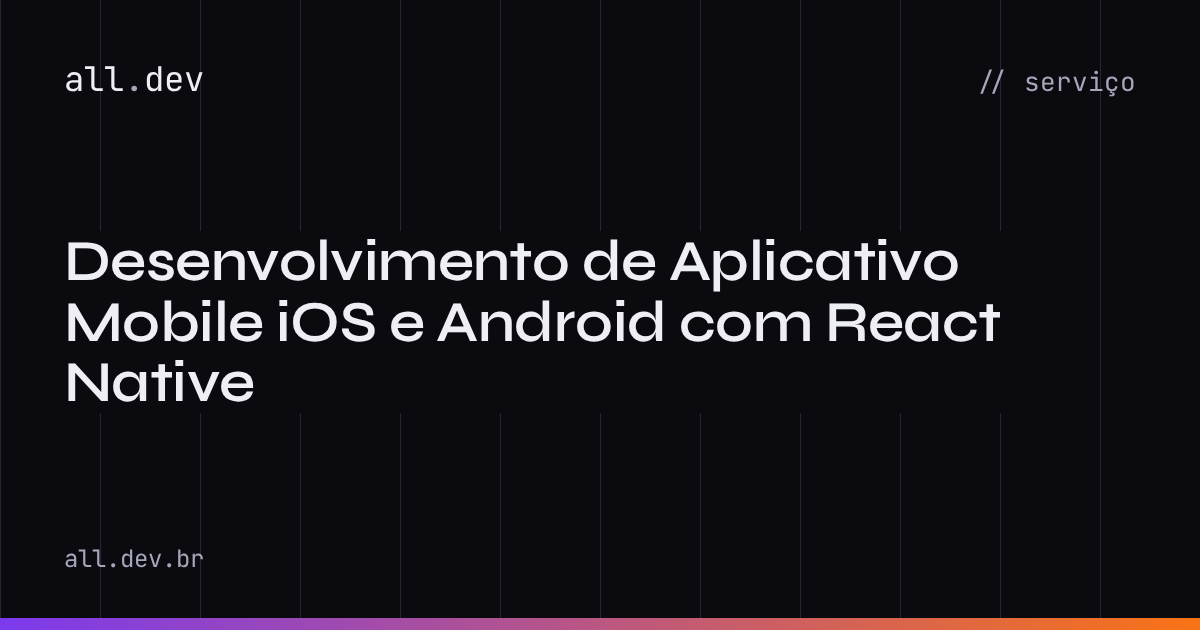 all.dev
// serviço
Desenvolvimento de Aplicativo
Mobile iOS e Android com React
Native
all.dev.br